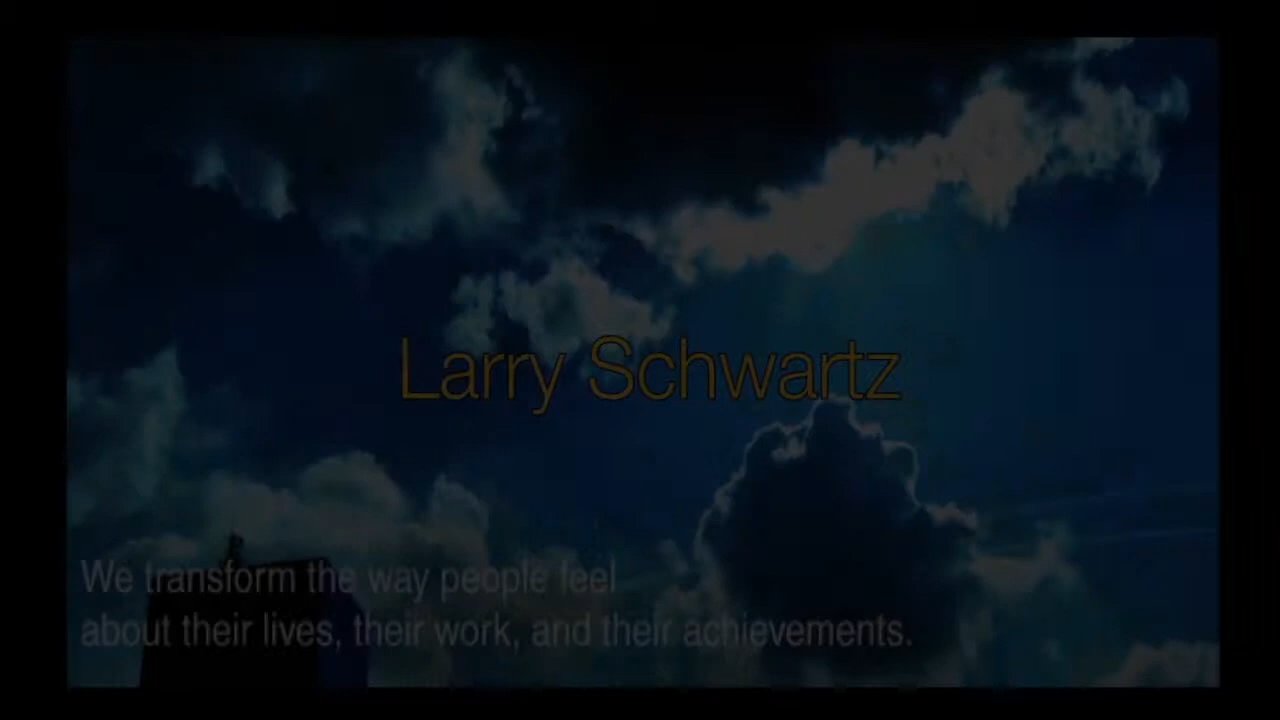 Larry Schwartz
We transform the way people feel
about their lives, their work, and their achievements.